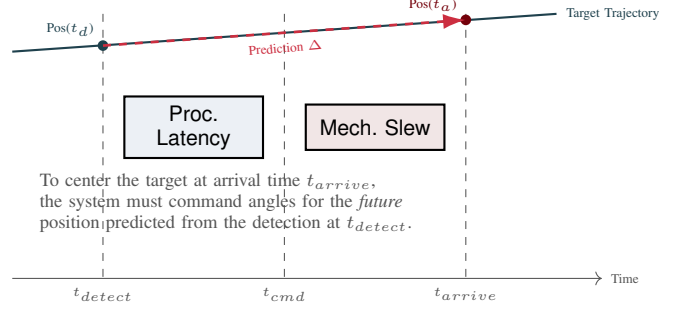 Pos(t_a)
Target Trajectory
Pos(t_d)
Prediction Δ
Proc.
Latency
Mech. Slew
To center the target at arrival time t_arrive,
the system must command angles for the future
position predicted from the detection at t_detect.
Time
t_detect
t_cmd
t_arrive